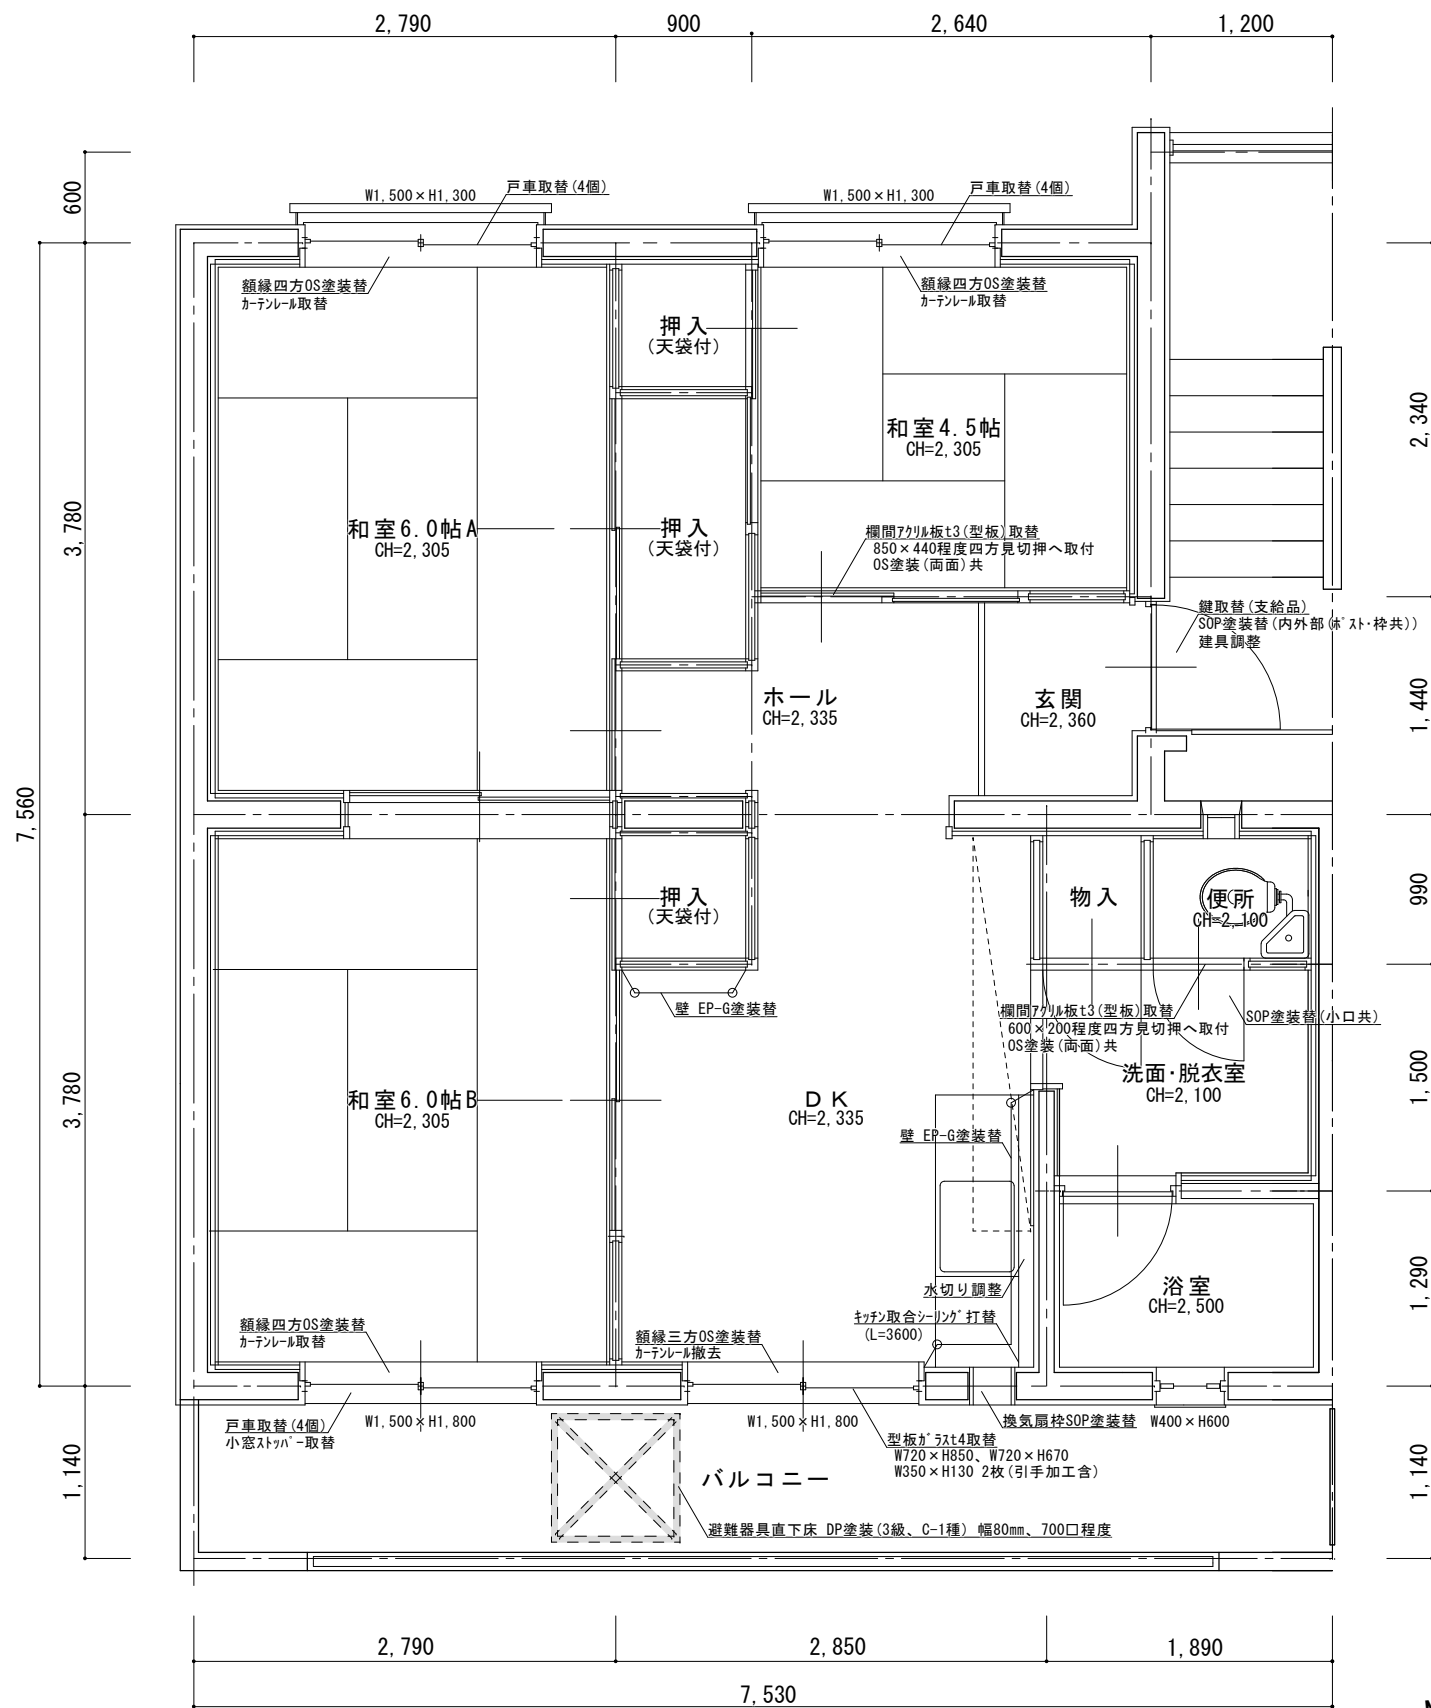 2,790
900
2,640
1,200
600
W1,500×H1,300
戸車取替(4個)
W1,500×H1,300
戸車取替(4個)
額縁四方OS塗装替
ｶｰﾃﾝﾚｰﾙ取替
押入
(天袋付)
額縁四方OS塗装替
ｶｰﾃﾝﾚｰﾙ取替
和室4.5帖
CH=2,305
2,340
3,780
和室6.0帖A
CH=2,305
押入
(天袋付)
欄間ｱｸﾘﾙ板t3(型板)取替
850×440程度四方見切押へ取付
OS塗装(両面)共
鍵取替(支給品)
SOP塗装替(内外部(ﾎﾟｽﾄ・枠共))
建具調整
ホール
CH=2,335
玄関
CH=2,360
1,440
7,560
押入
(天袋付)
物入
便所
CH=2,100
990
壁 EP-G塗装替
欄間ｱｸﾘﾙ板t3(型板)取替
600×200程度四方見切押へ取付
OS塗装(両面)共
SOP塗装替(小口共)
洗面・脱衣室
CH=2,100
1,500
3,780
和室6.0帖B
CH=2,305
DK
CH=2,335
壁 EP-G塗装替
水切り調整
浴室
CH=2,500
1,290
額縁四方OS塗装替
ｶｰﾃﾝﾚｰﾙ取替
額縁三方OS塗装替
ｶｰﾃﾝﾚｰﾙ撤去
ｷｯﾁﾝ取合ｼｰﾘﾝｸﾞ打替
(L=3600)
戸車取替(4個)
小窓ｽﾄｯﾊﾟｰ取替
W1,500×H1,800
W1,500×H1,800
換気扇枠SOP塗装替
W400×H600
型板ｶﾞﾗｽt4取替
W720×H850、W720×H670
W350×H130 2枚(引手加工含)
1,140
バルコニー
1,140
避難器具直下床 DP塗装(3級、C-1種) 幅80mm、700□程度
2,790
2,850
1,890
7,530